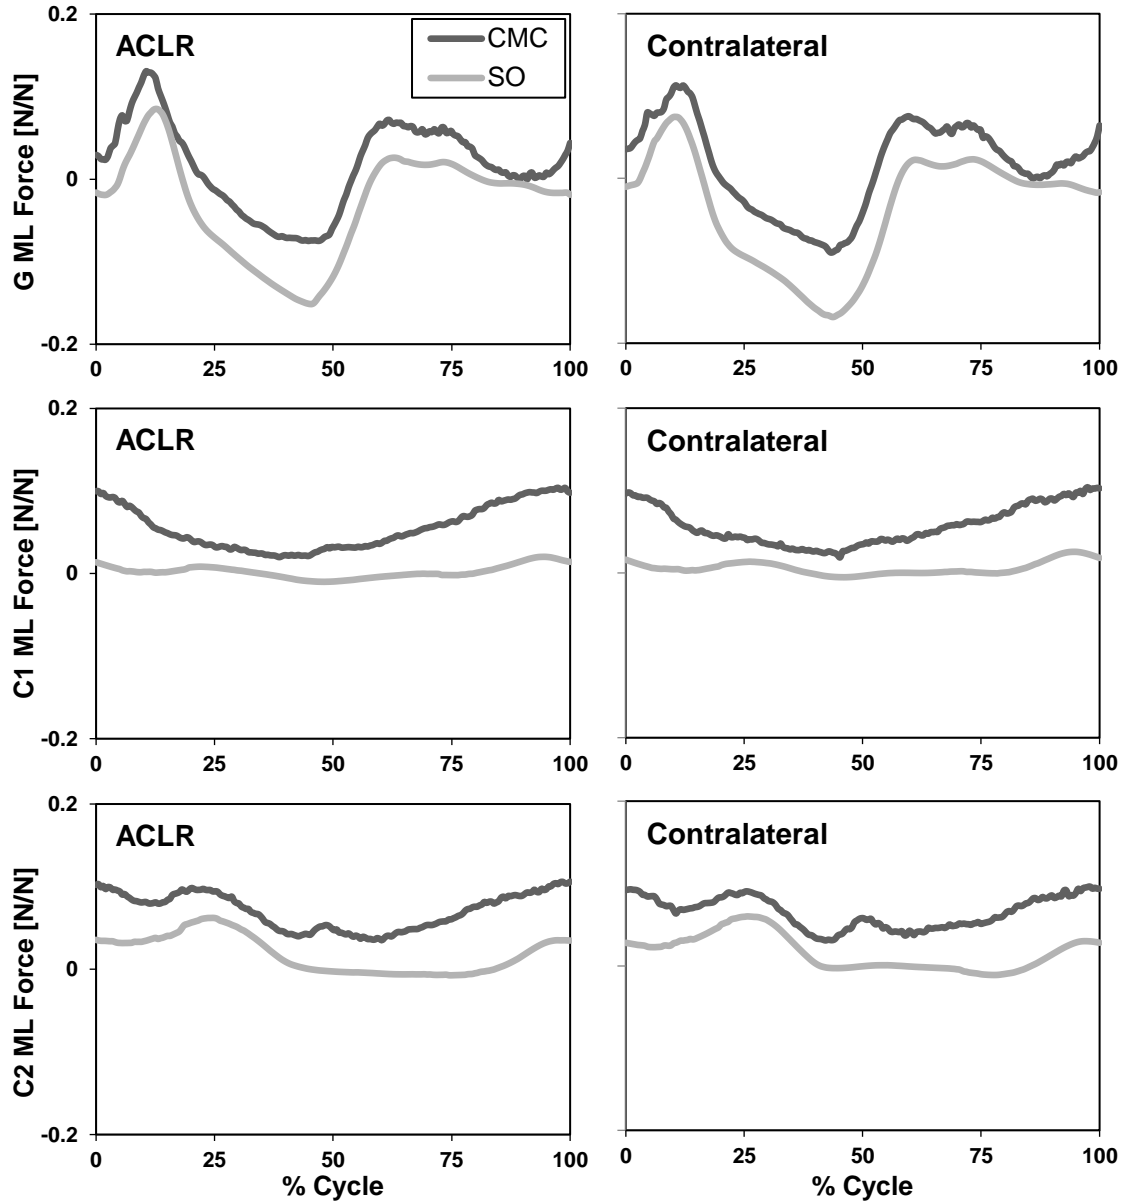 0.2
ACLR
CMC
SO
Contralateral
G ML Force [N/N]
0
-0.2
0 25 50 75 100
0 25 50 75 100
0.2
ACLR
Contralateral
C1 ML Force [N/N]
0
-0.2
0 25 50 75 100
0 25 50 75 100
0.2
ACLR
Contralateral
C2 ML Force [N/N]
0
-0.2
0 25 50 75 100
0 25 50 75 100
% Cycle
% Cycle